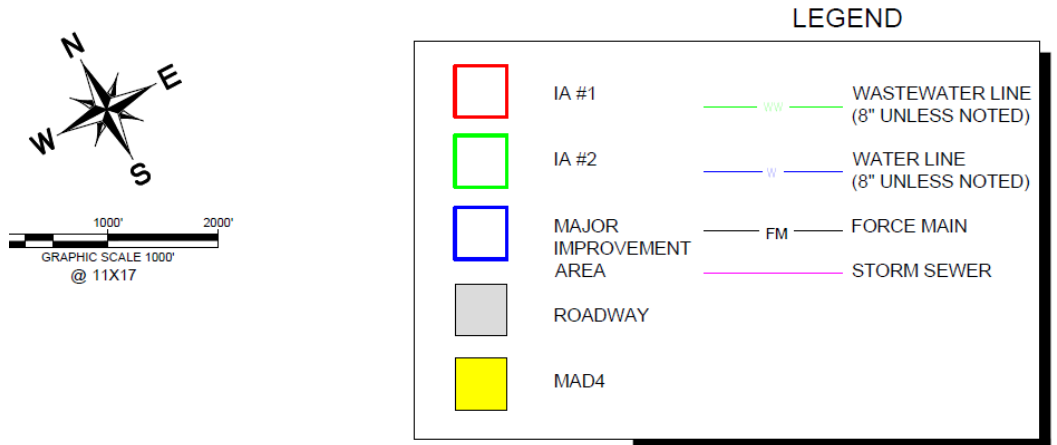 LEGEND
N
E
W
S
1000'
2000'
GRAPHIC SCALE 1000'
@ 11X17
IA #1
IA #2
MAJOR
IMPROVEMENT
AREA
ROADWAY
MAD4
WW
WASTEWATER LINE
(8" UNLESS NOTED)
W
WATER LINE
(8" UNLESS NOTED)
FM
FORCE MAIN
STORM SEWER